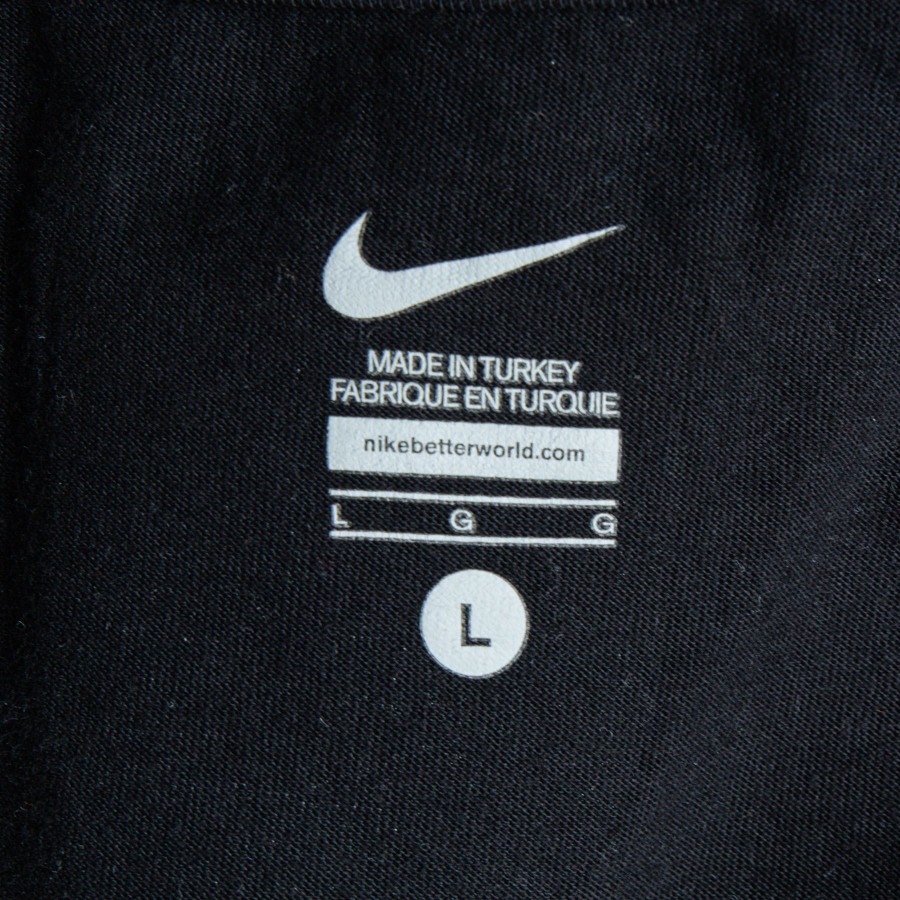 MADE IN TURKEY
FABRIQUE EN TURQUIE
nikebetterworld.com
L G G
L